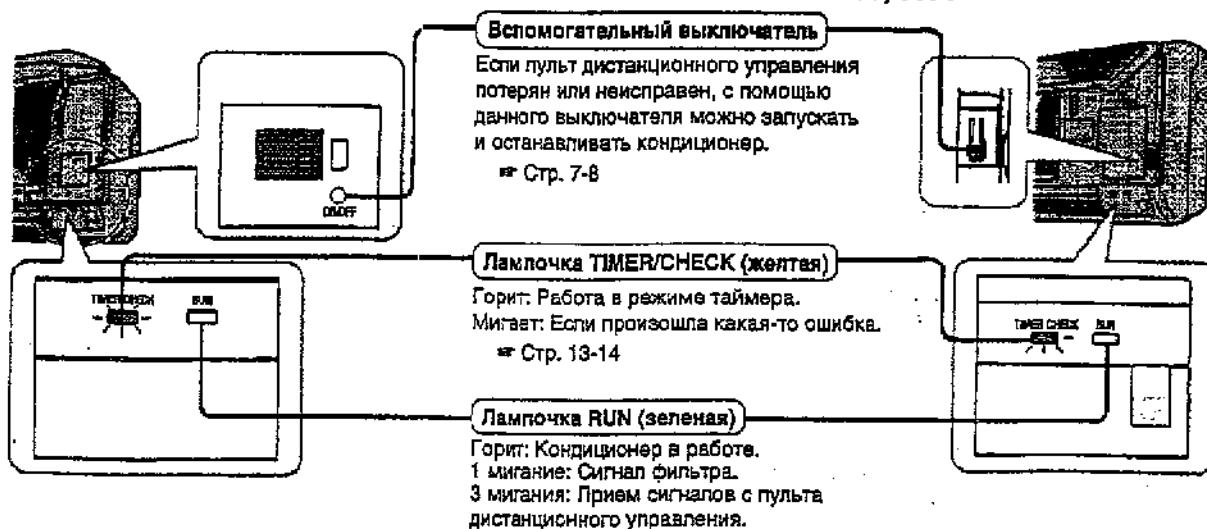 Вспомогательный выключатель
Если пульт дистанционного управления
потерян или неисправен, с помощью
данного выключателя можно запускать
и останавливать кондиционер.
☞ Стр. 7-8
ON/OFF
Лампочка TIMER/CHECK (желтая)
Горит: Работа в режиме таймера.
Мигает: Если произошла какая-то ошибка.
☞ Стр. 13-14
TIMER CHECK RUN
TIMER CHECK RUN
Лампочка RUN (зеленая)
Горит: Кондиционер в работе.
1 мигание: Сигнал фильтра.
3 мигания: Прием сигналов с пульта
дистанционного управления.